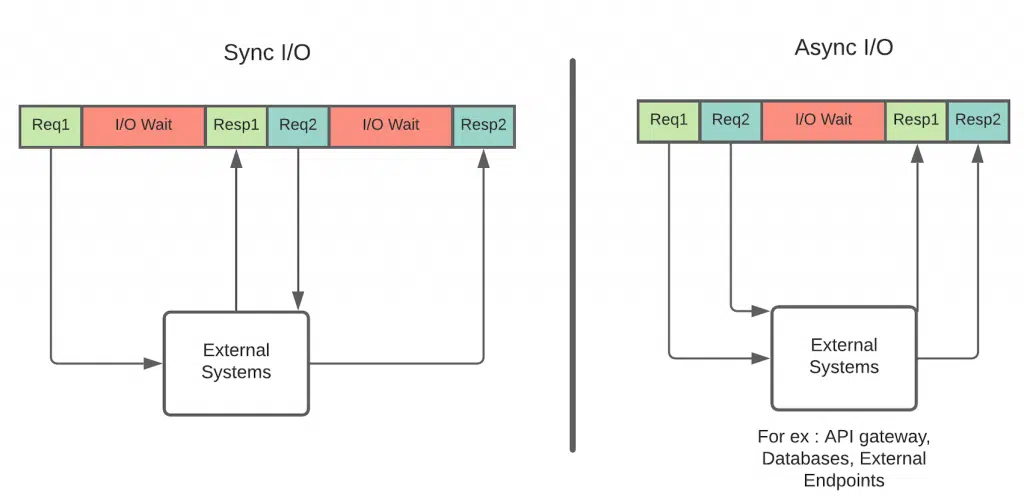 Sync I/O
Req1 I/O Wait Resp1 Req2 I/O Wait Resp2
External
Systems
Async I/O
Req1 Req2 I/O Wait Resp1 Resp2
External
Systems
For ex : API gateway,
Databases, External
Endpoints